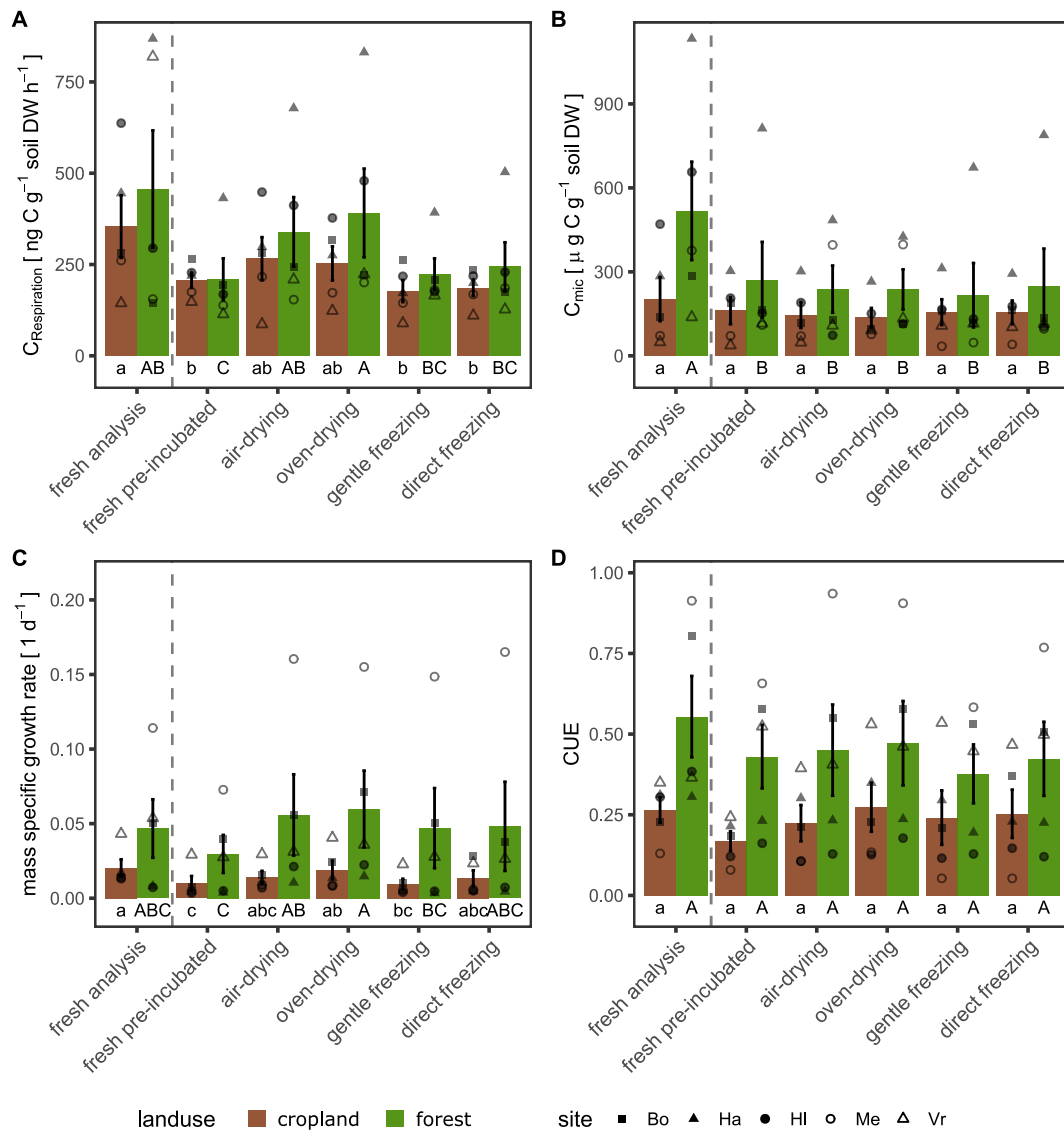 A
C_Respiration [ ng C g⁻¹ soil DW h⁻¹ ]
750
500
250
0
a AB b C ab AB ab A b BC b BC
fresh analysis
fresh pre-incubated
air-drying
oven-drying
gentle freezing
direct freezing
B
C_mic [ μ g C g⁻¹ soil DW ]
900
600
300
0
a A a B a B a B a B a B
fresh analysis
fresh pre-incubated
air-drying
oven-drying
gentle freezing
direct freezing
C
mass specific growth rate [ 1 d⁻¹ ]
0.20
0.15
0.10
0.05
0.00
a ABC c C abc AB ab A bc BC abc ABC
fresh analysis
fresh pre-incubated
air-drying
oven-drying
gentle freezing
direct freezing
D
CUE
1.00
0.75
0.50
0.25
0.00
a A a A a A a A a A a A
fresh analysis
fresh pre-incubated
air-drying
oven-drying
gentle freezing
direct freezing
landuse cropland forest site Bo Ha Hl Me Vr